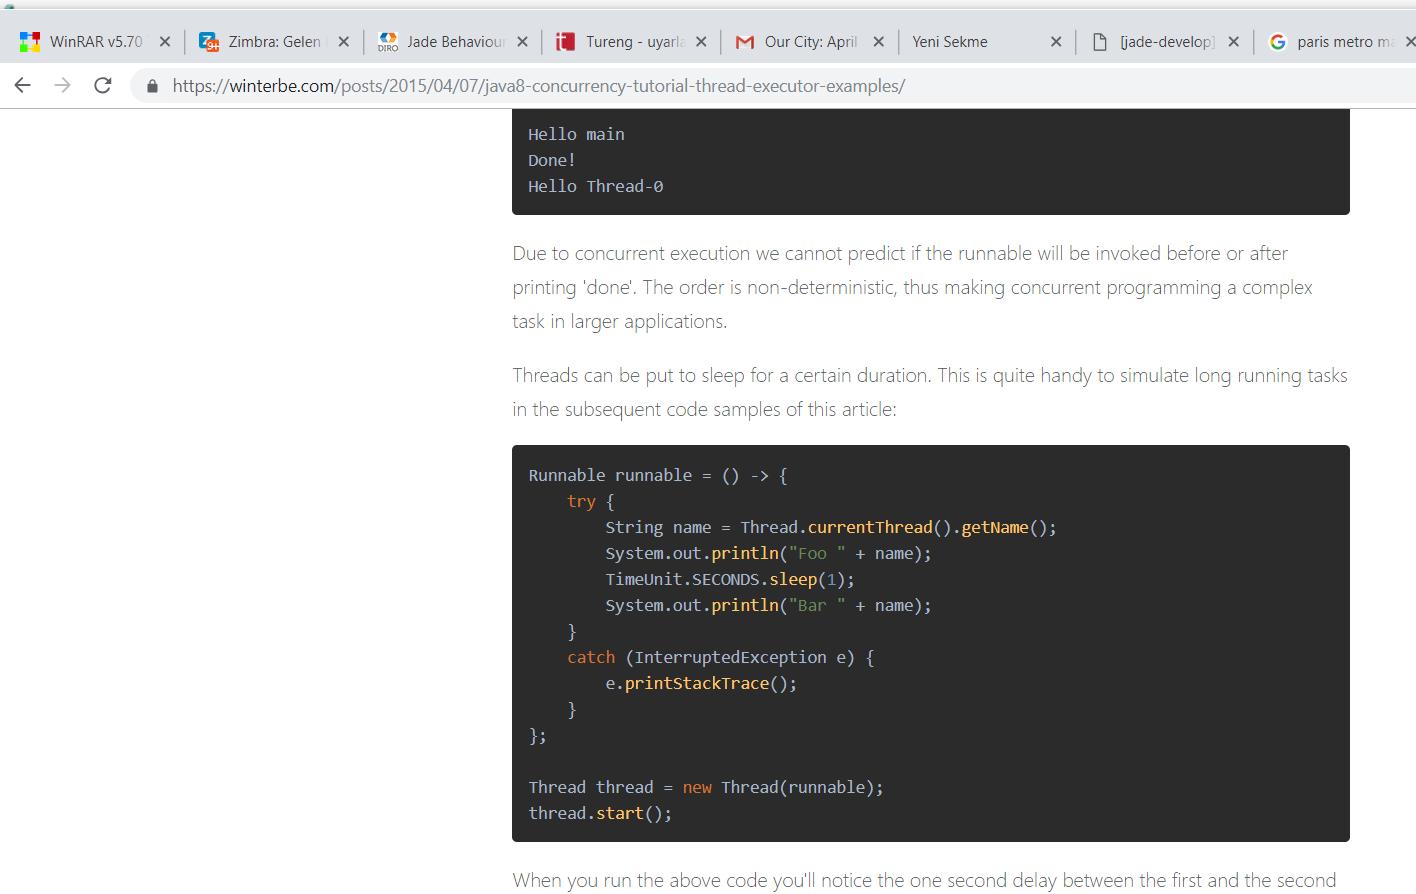 WinRAR v5.70
Zimbra: Gelen
DIRO
Jade Behaviour
Tureng - uyarla
Our City: April
Yeni Sekme
[jade-develop]
paris metro ma
https://winterbe.com/posts/2015/04/07/java8-concurrency-tutorial-thread-executor-examples/
Hello main
Done!
Hello Thread-0
Due to concurrent execution we cannot predict if the runnable will be invoked before or after
printing 'done'. The order is non-deterministic, thus making concurrent programming a complex
task in larger applications.
Threads can be put to sleep for a certain duration. This is quite handy to simulate long running tasks
in the subsequent code samples of this article:
Runnable runnable = () -> {
    try {
        String name = Thread.currentThread().getName();
        System.out.println("Foo " + name);
        TimeUnit.SECONDS.sleep(1);
        System.out.println("Bar " + name);
    }
    catch (InterruptedException e) {
        e.printStackTrace();
    }
};
Thread thread = new Thread(runnable);
thread.start();
When you run the above code you'll notice the one second delay between the first and the second